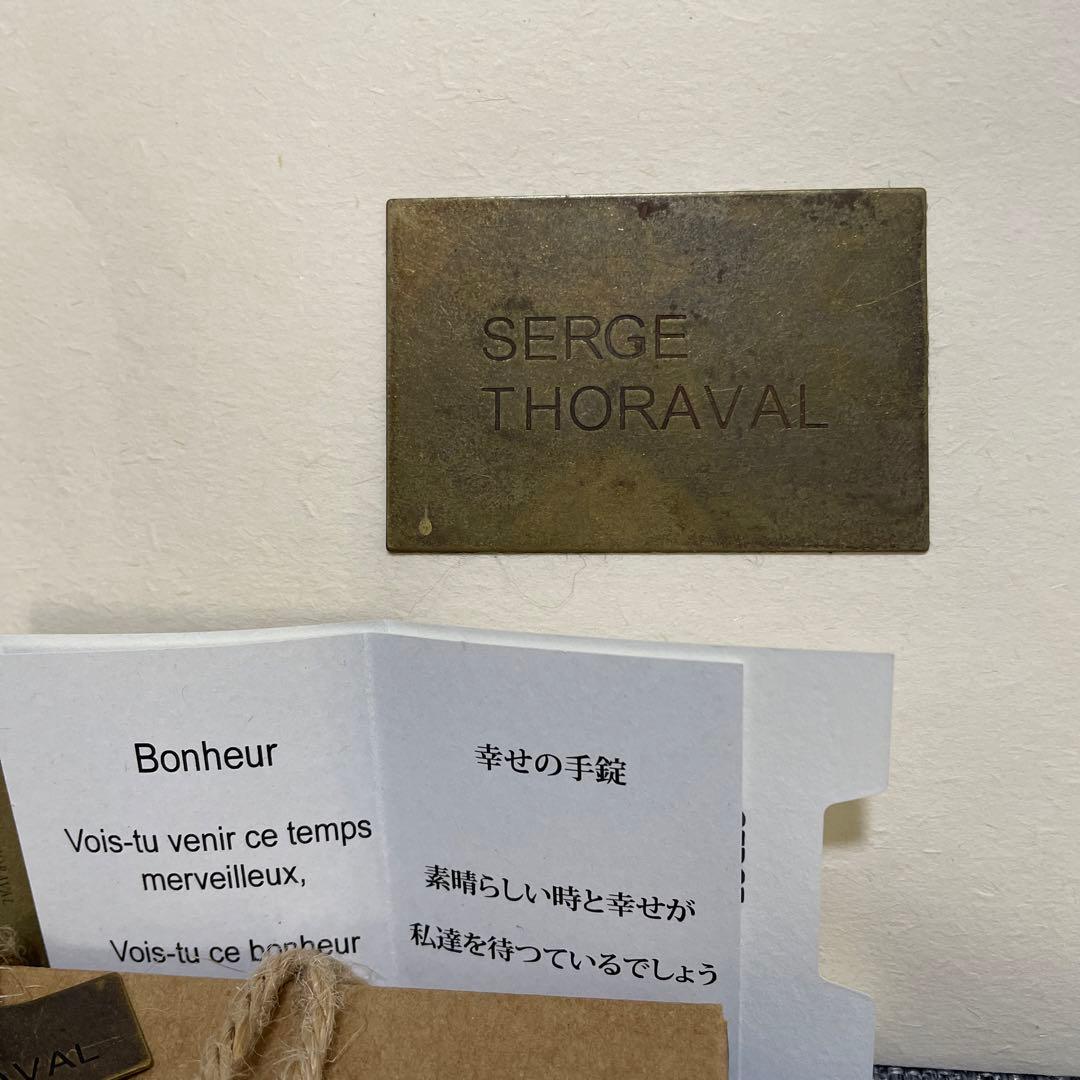 SERGE
THORAVAL
Bonheur
Vois-tu venir ce temps
merveilleux,
Vois-tu ce bonheur
幸せの手錠
素晴らしい時と幸せが
私達を待つているでしょう
AVAL